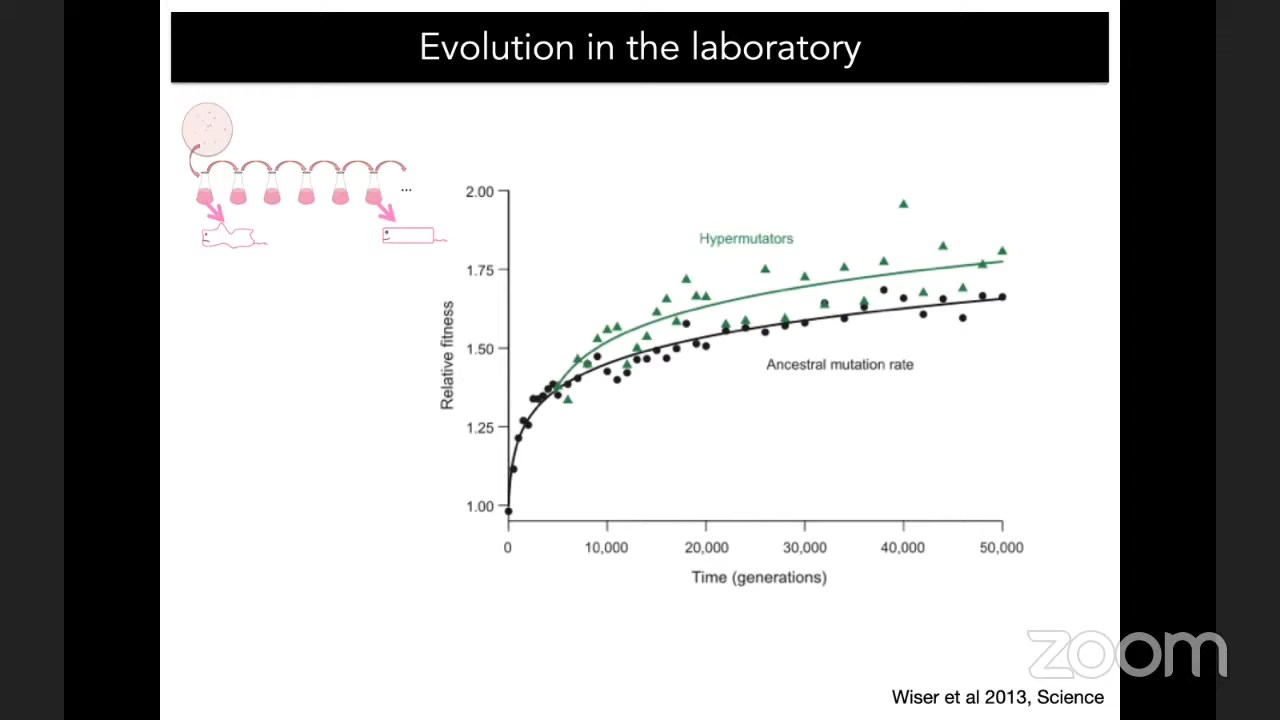 Evolution in the laboratory
...
2.00
1.75
1.50
1.25
1.00
Relative fitness
Hypermutators
Ancestral mutation rate
0
10,000
20,000
30,000
40,000
50,000
Time (generations)
zoom
Wiser et al 2013, Science